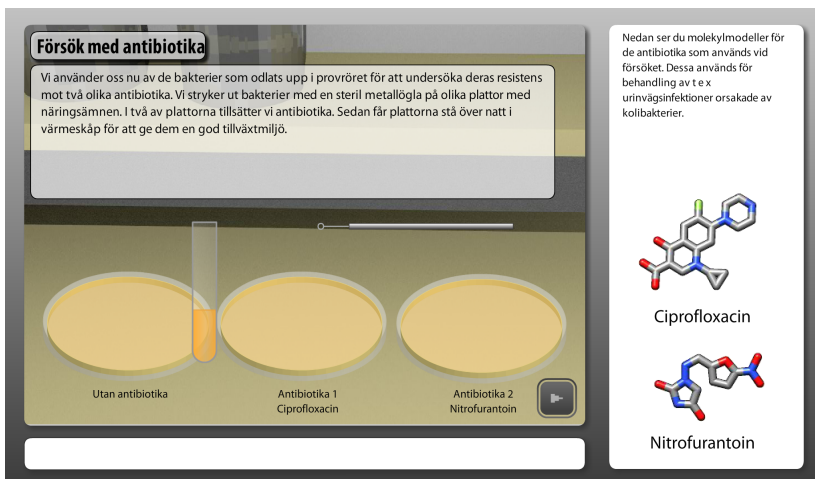 Försök med antibiotika
Vi använder oss nu av de bakterier som odlats upp i provröret för att undersöka deras resistens
mot två olika antibiotika. Vi stryker ut bakterier med en steril metallögla på olika plattor med
näringsämnen. I två av plattorna tillsätter vi antibiotika. Sedan får plattorna stå över natt i
värmeskåp för att ge dem en god tillväxtmiljö.
Utan antibiotika
Antibiotika 1
Ciprofloxacin
Antibiotika 2
Nitrofurantoin
Nedan ser du molekylmodeller för
de antibiotika som används vid
försöket. Dessa används för
behandling av t e x
urinvägsinfektioner orsakade av
kolibakterier.
Ciprofloxacin
Nitrofurantoin